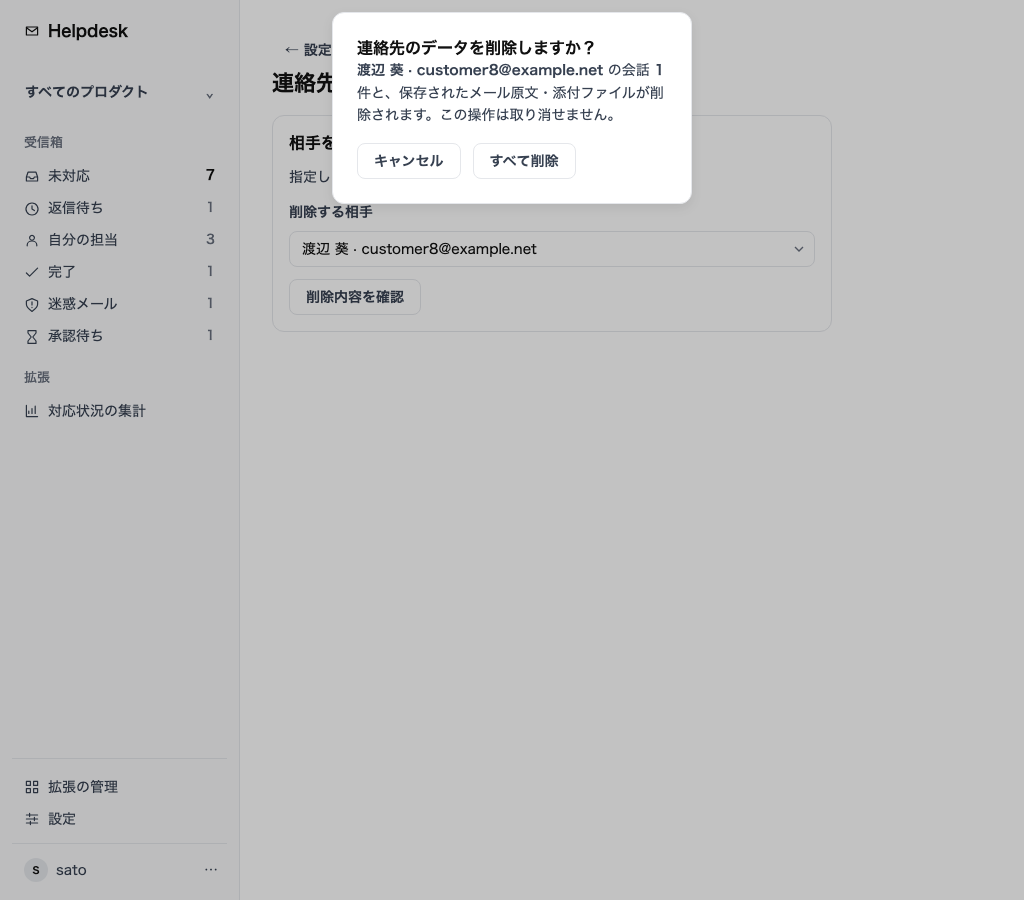 Helpdesk
すべてのプロダクト
受信箱
未対応 7
返信待ち 1
自分の担当 3
完了 1
迷惑メール 1
承認待ち 1
拡張
対応状況の集計
拡張の管理
設定
S sato
← 設定
連絡先
相手を
指定し
削除する相手
渡辺 葵 · customer8@example.net
削除内容を確認
連絡先のデータを削除しますか？
渡辺 葵 · customer8@example.net の会話 1
件と、保存されたメール原文・添付ファイルが削
除されます。この操作は取り消せません。
キャンセル すべて削除